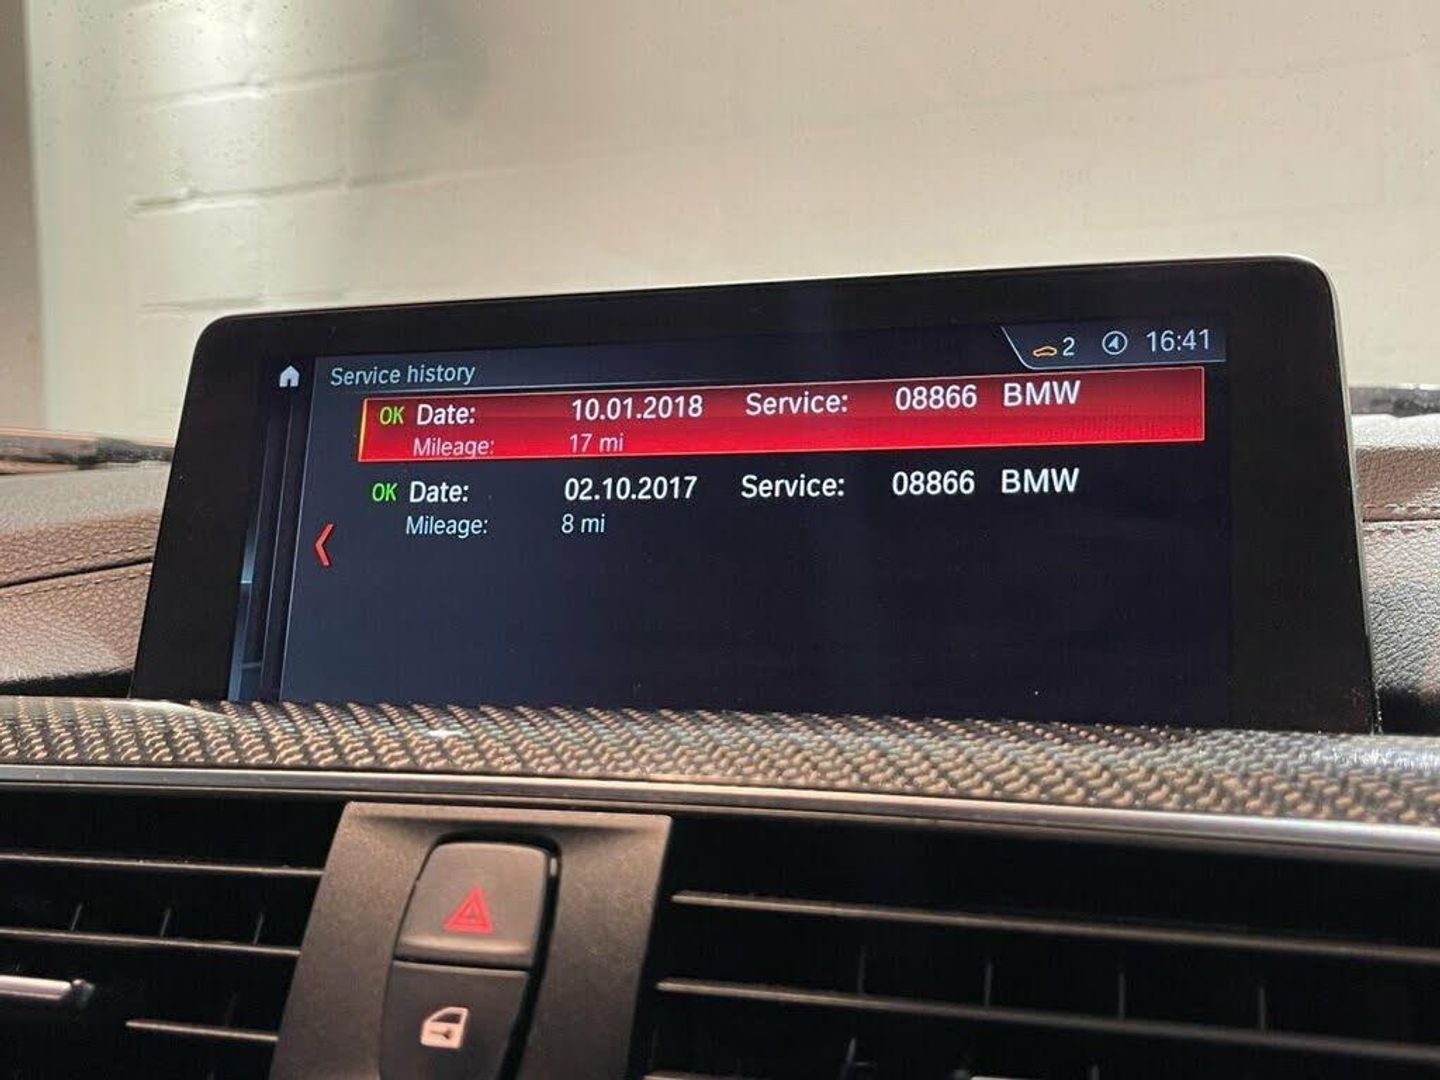 Service history
2 16:41
OK Date: 10.01.2018 Service: 08866 BMW
Mileage: 17 mi
OK Date: 02.10.2017 Service: 08866 BMW
Mileage: 8 mi